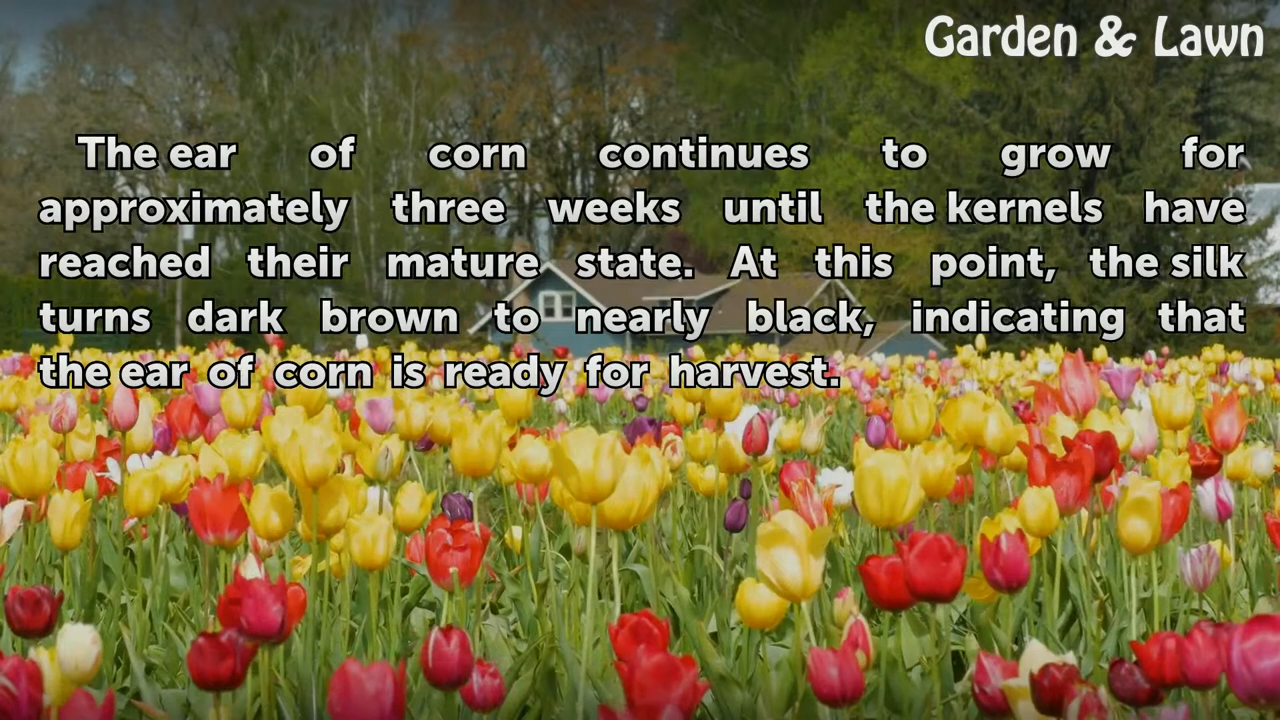 Garden & Lawn
The ear of corn continues to grow for
approximately three weeks until the kernels have
reached their mature state. At this point, the silk
turns dark brown to nearly black, indicating that
the ear of corn is ready for harvest.